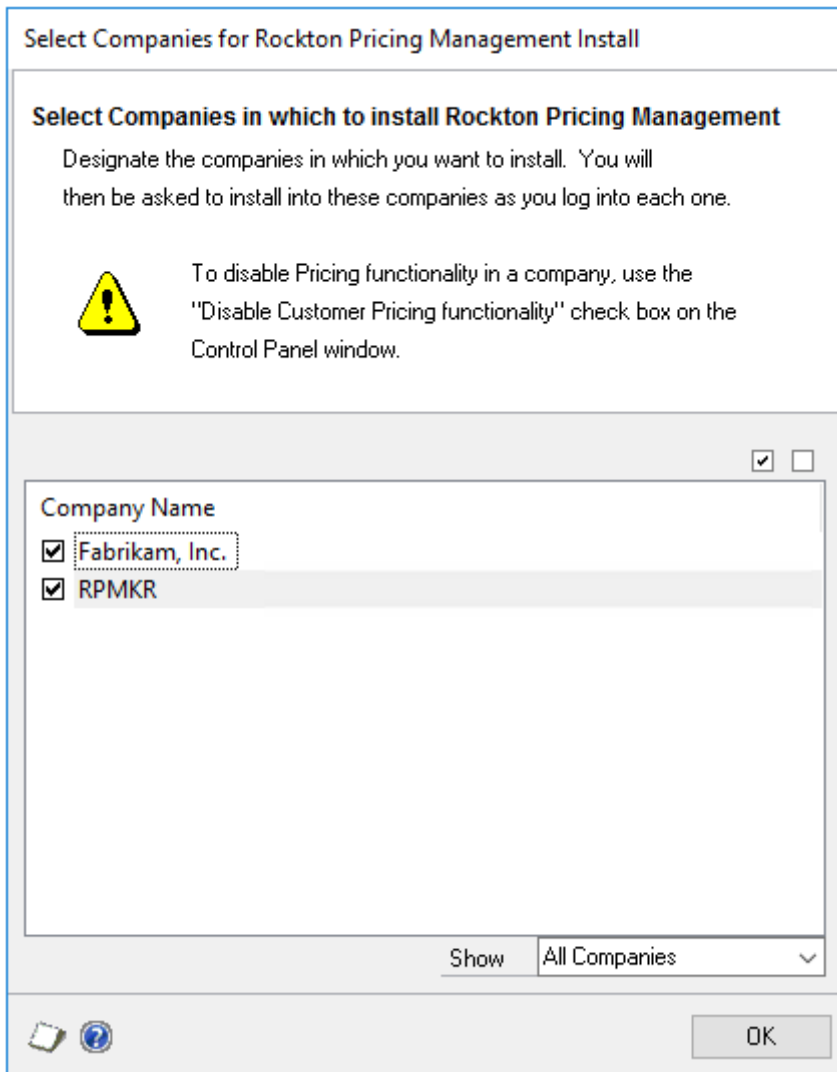 Select Companies for Rockton Pricing Management Install
Select Companies in which to install Rockton Pricing Management
Designate the companies in which you want to install.  You will
then be asked to install into these companies as you log into each one.
To disable Pricing functionality in a company, use the
"Disable Customer Pricing functionality" check box on the
Control Panel window.
Company Name
Fabrikam, Inc.
RPMKR
Show All Companies
OK